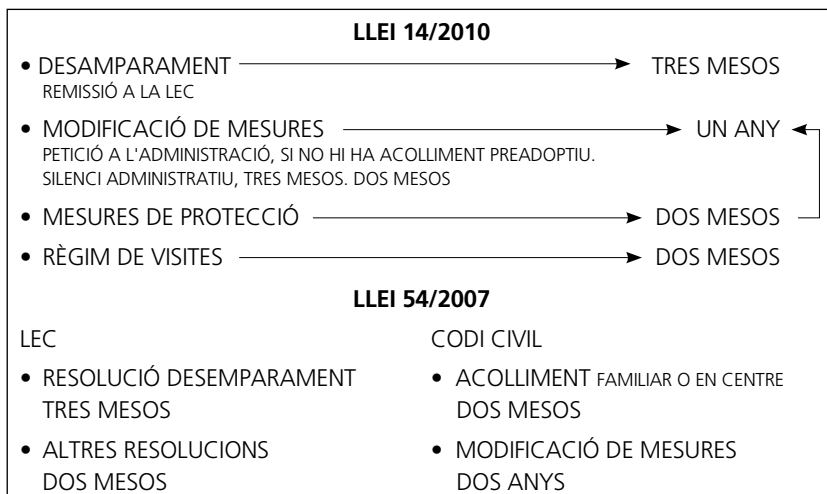 LLEI 14/2010
• DESAMPARAMENT TRES MESOS
REMISSIÓ A LA LEC
• MODIFICACIÓ DE MESURES UN ANY
PETICIÓ A L'ADMINISTRACIÓ, SI NO HI HA ACOLLIMENT PREADOPTIU.
SILENCI ADMINISTRATIU, TRES MESOS. DOS MESOS
• MESURES DE PROTECCIÓ DOS MESOS
• RÈGIM DE VISITES DOS MESOS
LLEI 54/2007
LEC
• RESOLUCIÓ DESEMPARAMENT
TRES MESOS
• ALTRES RESOLUCIONS
DOS MESOS
CODI CIVIL
• ACOLLIMENT FAMILIAR O EN CENTRE
DOS MESOS
• MODIFICACIÓ DE MESURES
DOS ANYS